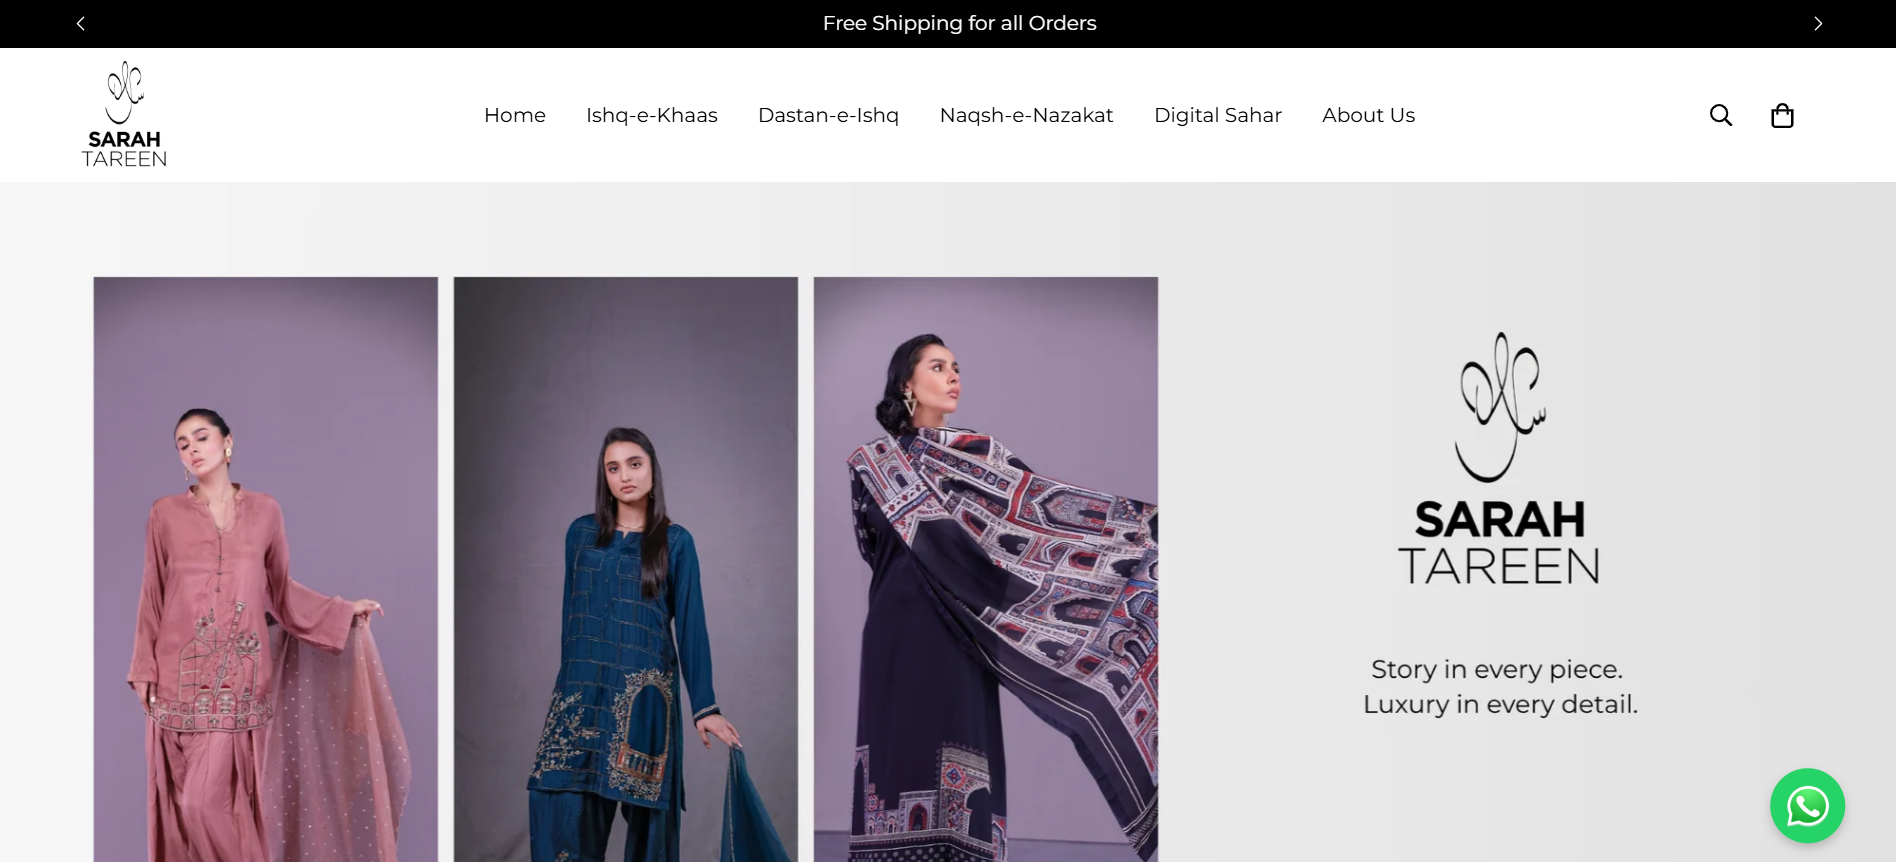 Free Shipping for all Orders
SARAH
TAREEN
Home Ishq-e-Khaas Dastan-e-Ishq Naqsh-e-Nazakat Digital Sahar About Us
SARAH
TAREEN
Story in every piece.
Luxury in every detail.